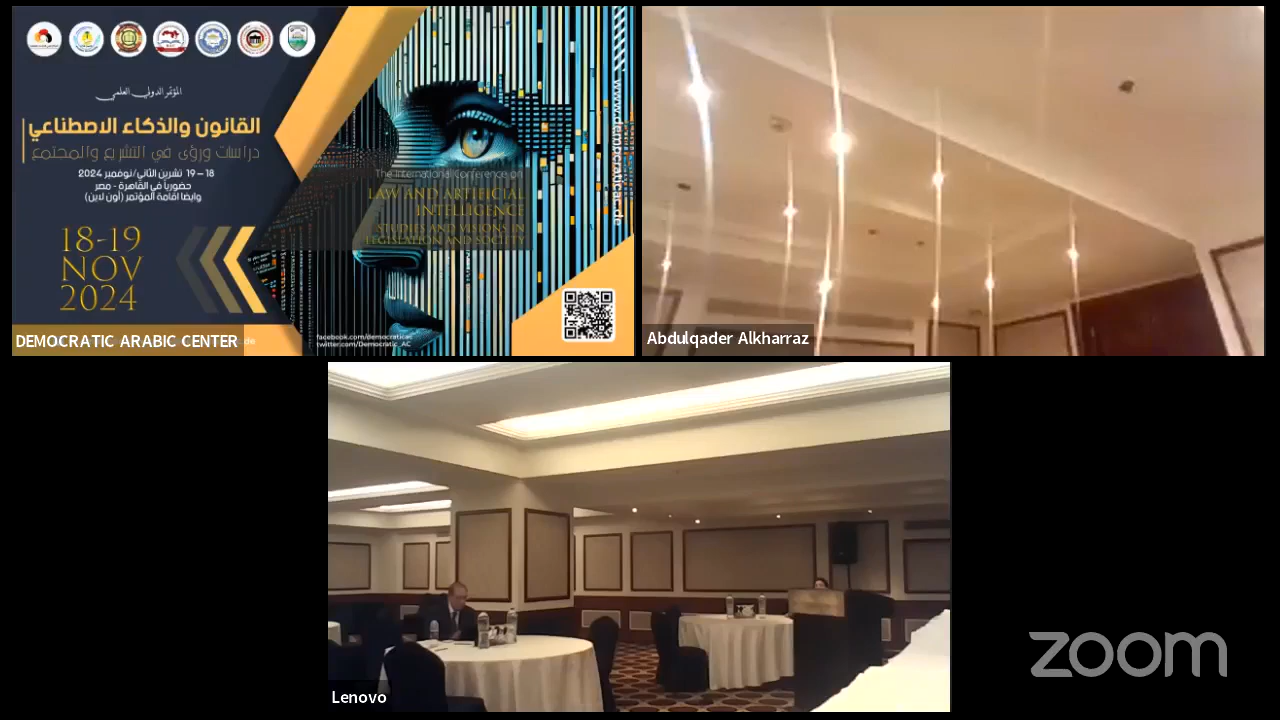 المؤتمر الدولي العلمي
القانون والذكاء الاصطناعي
دراسات ورؤى في التشريع والمجتمع
18 – 19 تشرين الثاني/نوفمبر 2024
حضوريا في القاهرة - مصر
وايضا اقامة المؤتمر (أون لاين)
18-19
NOV
2024
The International Conference on:
LAW AND ARTIFICIAL
INTELLIGENCE
STUDIES AND VISIONS IN
LEGISLATION AND SOCIETY
www.democraticac.de
facebook.com/democraticac
twitter.com/Democratic_AC
DEMOCRATIC ARABIC CENTER
Abdulqader Alkharraz
Lenovo
zoom